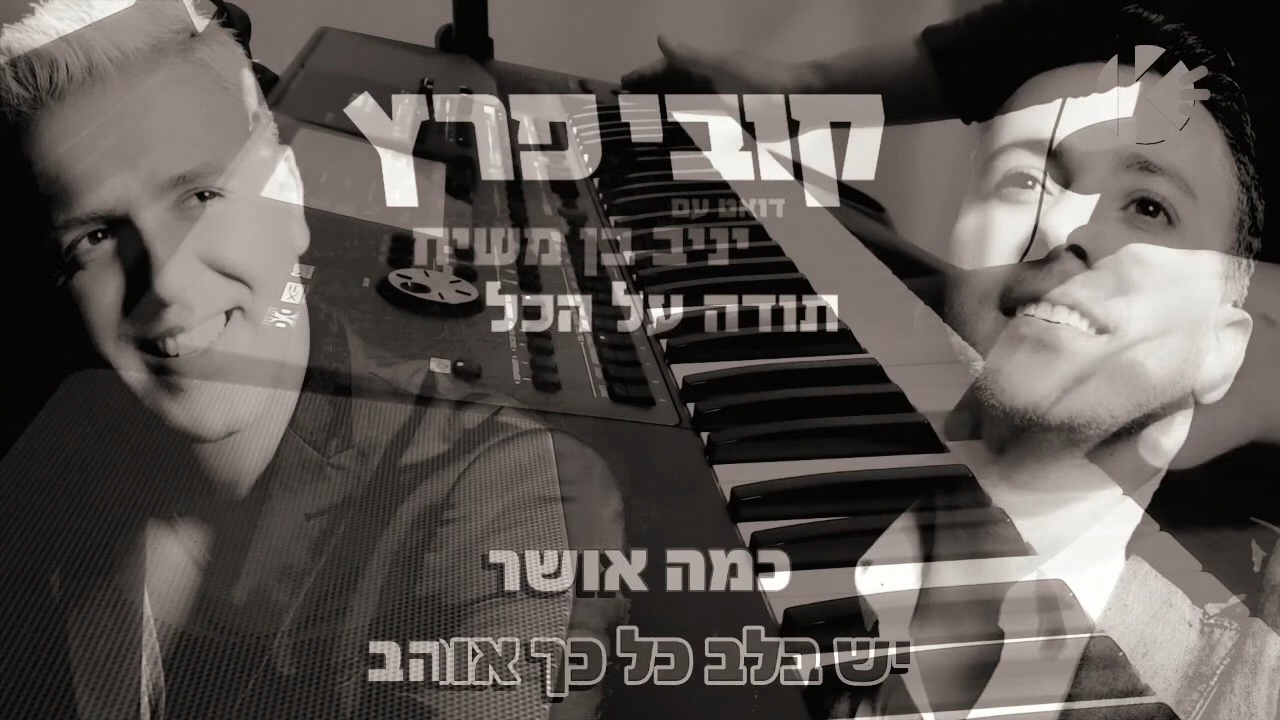 קובי פרץ
דואט עם
יניב בן משיח
תודה על הכל
כמה אושר
יש בלב כל כך אוהב